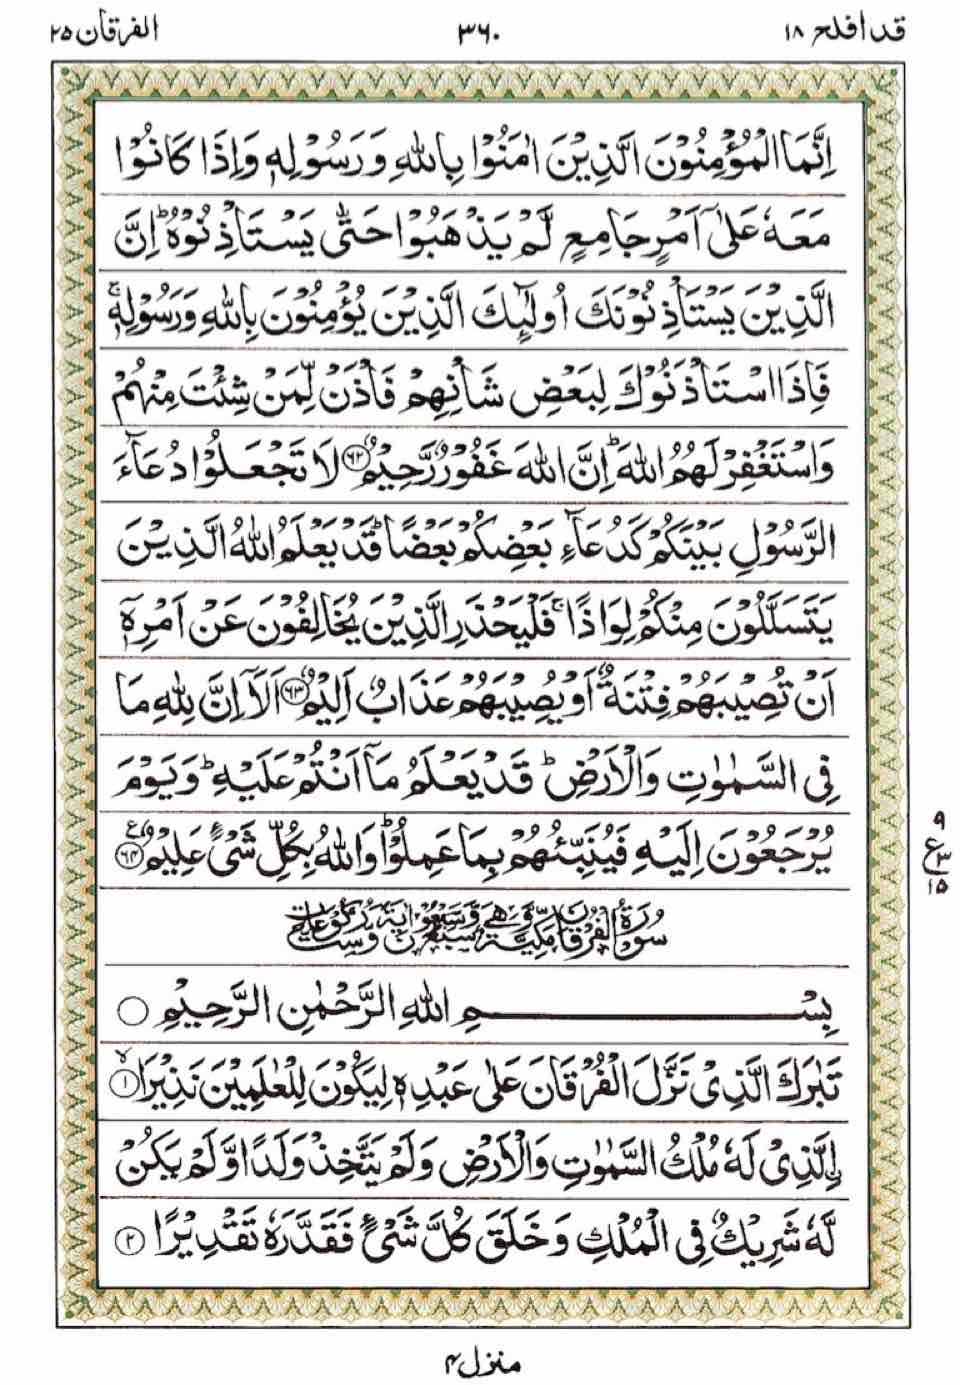 قد افلح ١٨ ٣٦٠ الفرقان ٢٥
اِنَّمَا الْمُؤْمِنُوْنَ الَّذِيْنَ اٰمَنُوْا بِاللّٰهِ وَ رَسُوْلِهٖ وَ اِذَا كَانُوْا
مَعَهٗ عَلٰۤى اَمْرٍ جَامِعٍ لَّمْ يَذْهَبُوْا حَتّٰى يَسْتَاْذِنُوْهُ ؕ اِنَّ
الَّذِيْنَ يَسْتَاْذِنُوْنَكَ اُولٰٓئِكَ الَّذِيْنَ يُؤْمِنُوْنَ بِاللّٰهِ وَ رَسُوْلِهٖ ۚ
فَاِذَا اسْتَاْذَنُوْكَ لِبَعْضِ شَاْنِهِمْ فَاْذَنْ لِّمَنْ شِئْتَ مِنْهُمْ
وَ اسْتَغْفِرْ لَهُمُ اللّٰهَ ؕ اِنَّ اللّٰهَ غَفُوْرٌ رَّحِيْمٌ ﴿٦٢﴾ لَا تَجْعَلُوْا دُعَآءَ
الرَّسُوْلِ بَيْنَكُمْ كَدُعَآءِ بَعْضِكُمْ بَعْضًا ؕ قَدْ يَعْلَمُ اللّٰهُ الَّذِيْنَ
يَتَسَلَّلُوْنَ مِنْكُمْ لِوَاذًا ۚ فَلْيَحْذَرِ الَّذِيْنَ يُخَالِفُوْنَ عَنْ اَمْرِهٖۤ
اَنْ تُصِيْبَهُمْ فِتْنَةٌ اَوْ يُصِيْبَهُمْ عَذَابٌ اَلِيْمٌ ﴿٦٣﴾ اَلَاۤ اِنَّ لِلّٰهِ مَا
فِى السَّمٰوٰتِ وَ الْاَرْضِ ؕ قَدْ يَعْلَمُ مَاۤ اَنْتُمْ عَلَيْهِ ؕ وَ يَوْمَ
يُرْجَعُوْنَ اِلَيْهِ فَيُنَبِّئُهُمْ بِمَا عَمِلُوْا ؕ وَ اللّٰهُ بِكُلِّ شَىْءٍ عَلِيْمٌ ﴿٦٤﴾
٩
ع ٣
١٥
سُوْرَةُ الْفُرْقَانِ مَكِّيَّةٌ وَّهِيَ سَبْعٌ وَّسَبْعُوْنَ اٰيَةً وَّسِتُّ رُكُوْعَاتٍ
بِسْمِ اللّٰهِ الرَّحْمٰنِ الرَّحِيْمِ
تَبٰرَكَ الَّذِىْ نَزَّلَ الْفُرْقَانَ عَلٰى عَبْدِهٖ لِيَكُوْنَ لِلْعٰلَمِيْنَ نَذِيْرَا ۙ﴿١﴾
اۨلَّذِىْ لَهٗ مُلْكُ السَّمٰوٰتِ وَ الْاَرْضِ وَ لَمْ يَتَّخِذْ وَلَدًا وَّ لَمْ يَكُنْ
لَّهٗ شَرِيْكٌ فِى الْمُلْكِ وَ خَلَقَ كُلَّ شَىْءٍ فَقَدَّرَهٗ تَقْدِيْرًا ﴿٢﴾
منزل ٤